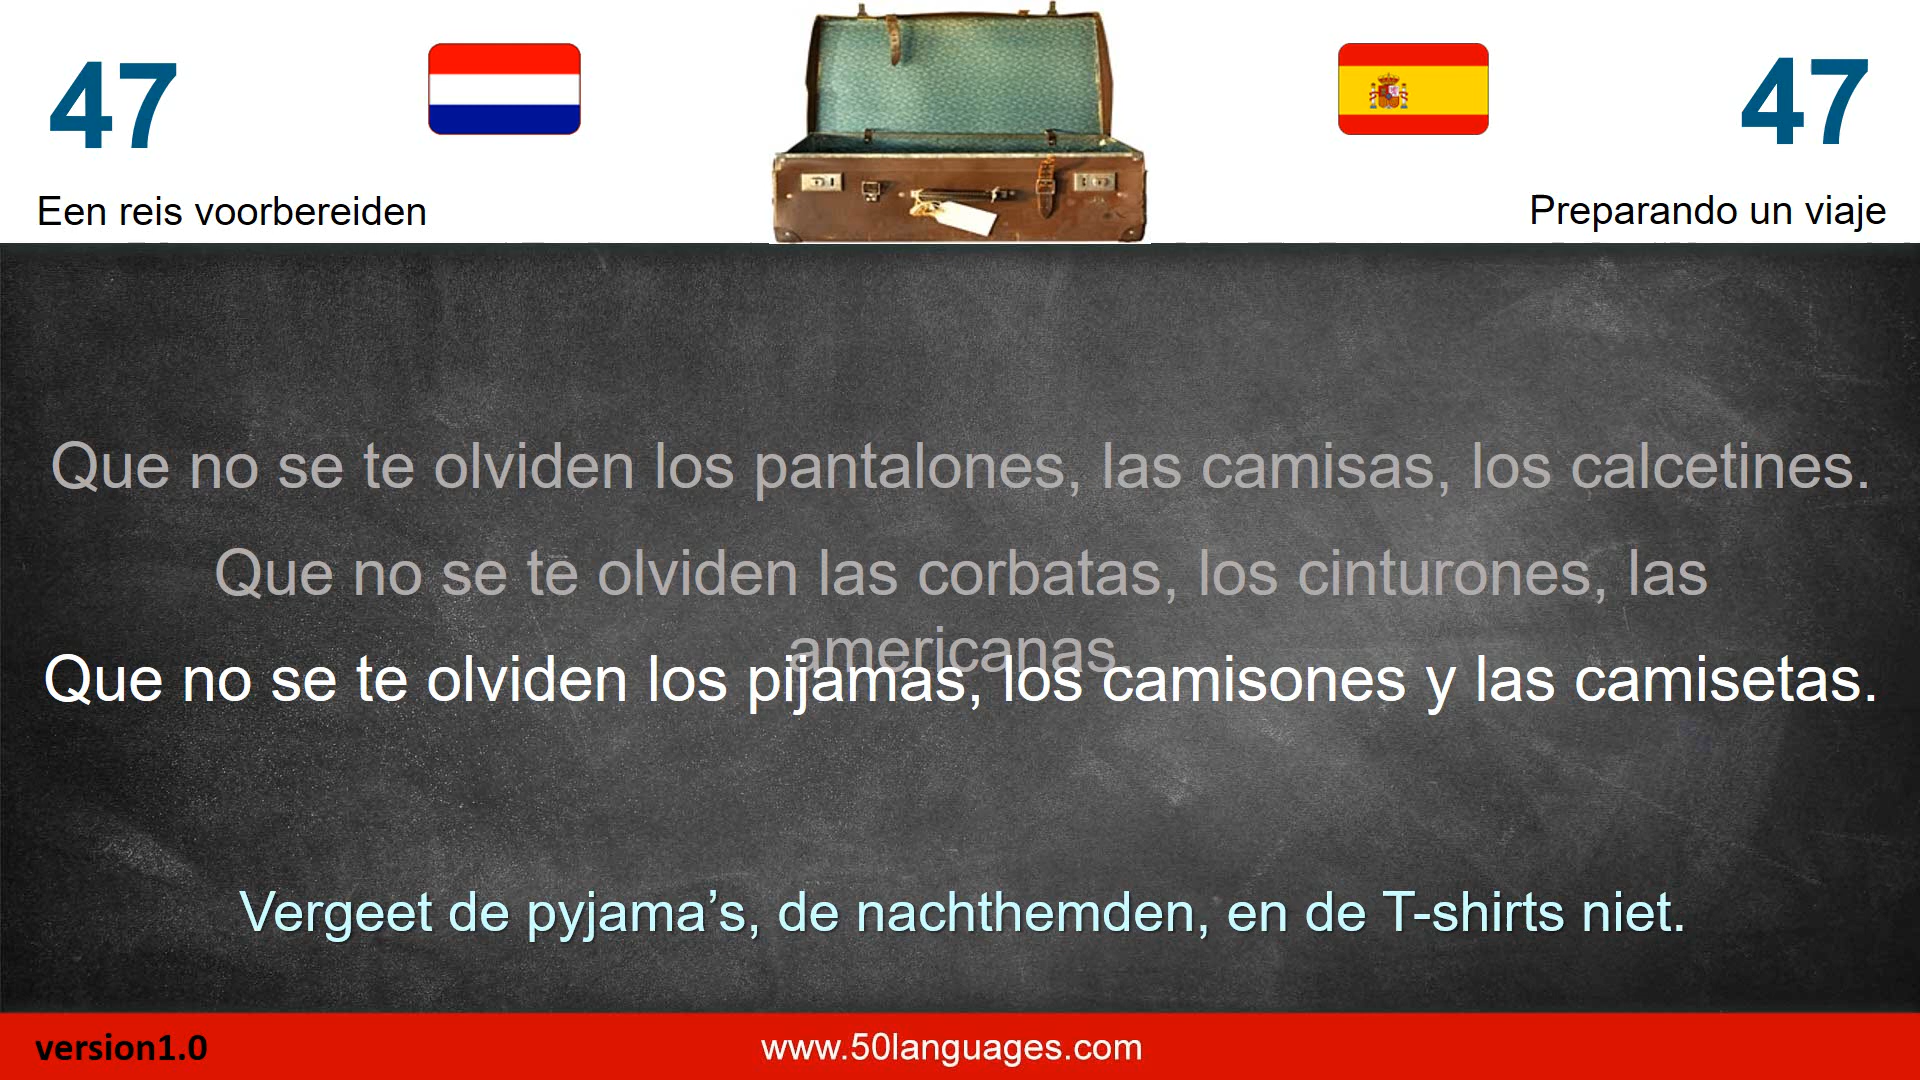 47
47
Een reis voorbereiden
Preparando un viaje
Que no se te olviden los pantalones, las camisas, los calcetines.
Que no se te olviden las corbatas, los cinturones, las
americanas.
Que no se te olviden los pijamas, los camisones y las camisetas.
Vergeet de pyjama’s, de nachthemden, en de T-shirts niet.
version1.0
www.50languages.com